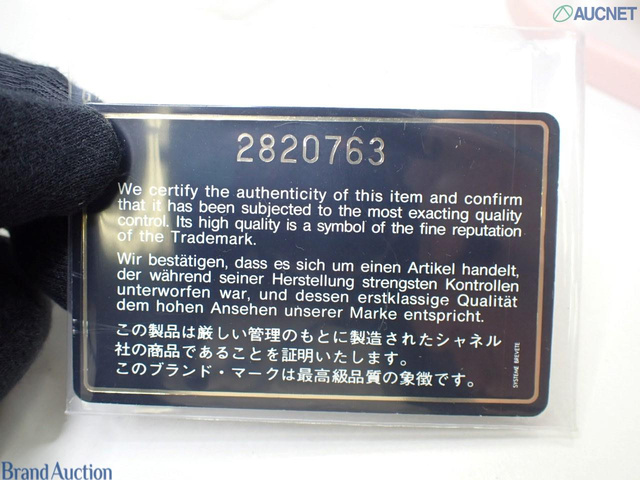 AUCNET
2820763
We certify the authenticity of this item and confirm
that it has been subjected to the most exacting quality
control. Its high quality is a symbol of the fine reputation
of the Trademark.
Wir bestätigen, dass es sich um einen Artikel handelt,
der während seiner Herstellung strengsten Kontrollen
unterworfen war, und dessen erstklassige Qualität
dem hohen Ansehen unserer Marke entspricht.
この製品は厳しい管理のもとに製造されたシャネル
社の商品であることを証明いたします。
このブランド・マークは最高級品質の象徴です。
SYSTEME BREVETE
Brand Auction